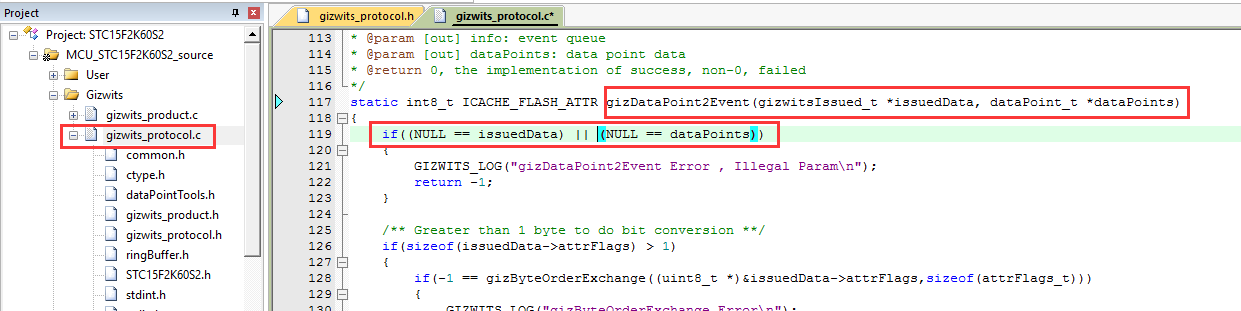 Project
Project: STC15F2K60S2
MCU_STC15F2K60S2_source
User
Gizwits
gizwits_product.c
gizwits_protocol.c
common.h
ctype.h
dataPointTools.h
gizwits_product.h
gizwits_protocol.h
ringBuffer.h
STC15F2K60S2.h
stdint.h
gizwits_protocol.h
gizwits_protocol.c*
113 * @param [out] info: event queue
114 * @param [out] dataPoints: data point data
115 * @return 0, the implementation of success, non-0, failed
116 */
117 static int8_t ICACHE_FLASH_ATTR gizDataPoint2Event(gizwitsIssued_t *issuedData, dataPoint_t *dataPoints)
118 {
119 if((NULL == issuedData) || (NULL == dataPoints))
120 {
121 GIZWITS_LOG("gizDataPoint2Event Error , Illegal Param\n");
122 return -1;
123 }
124
125 /** Greater than 1 byte to do bit conversion **/
126 if(sizeof(issuedData->attrFlags) > 1)
127 {
128 if(-1 == gizByteOrderExchange((uint8_t *)&issuedData->attrFlags,sizeof(attrFlags_t)))
129 {
130 GIZWITS_LOG("gizByteOrderExchange Error\n");